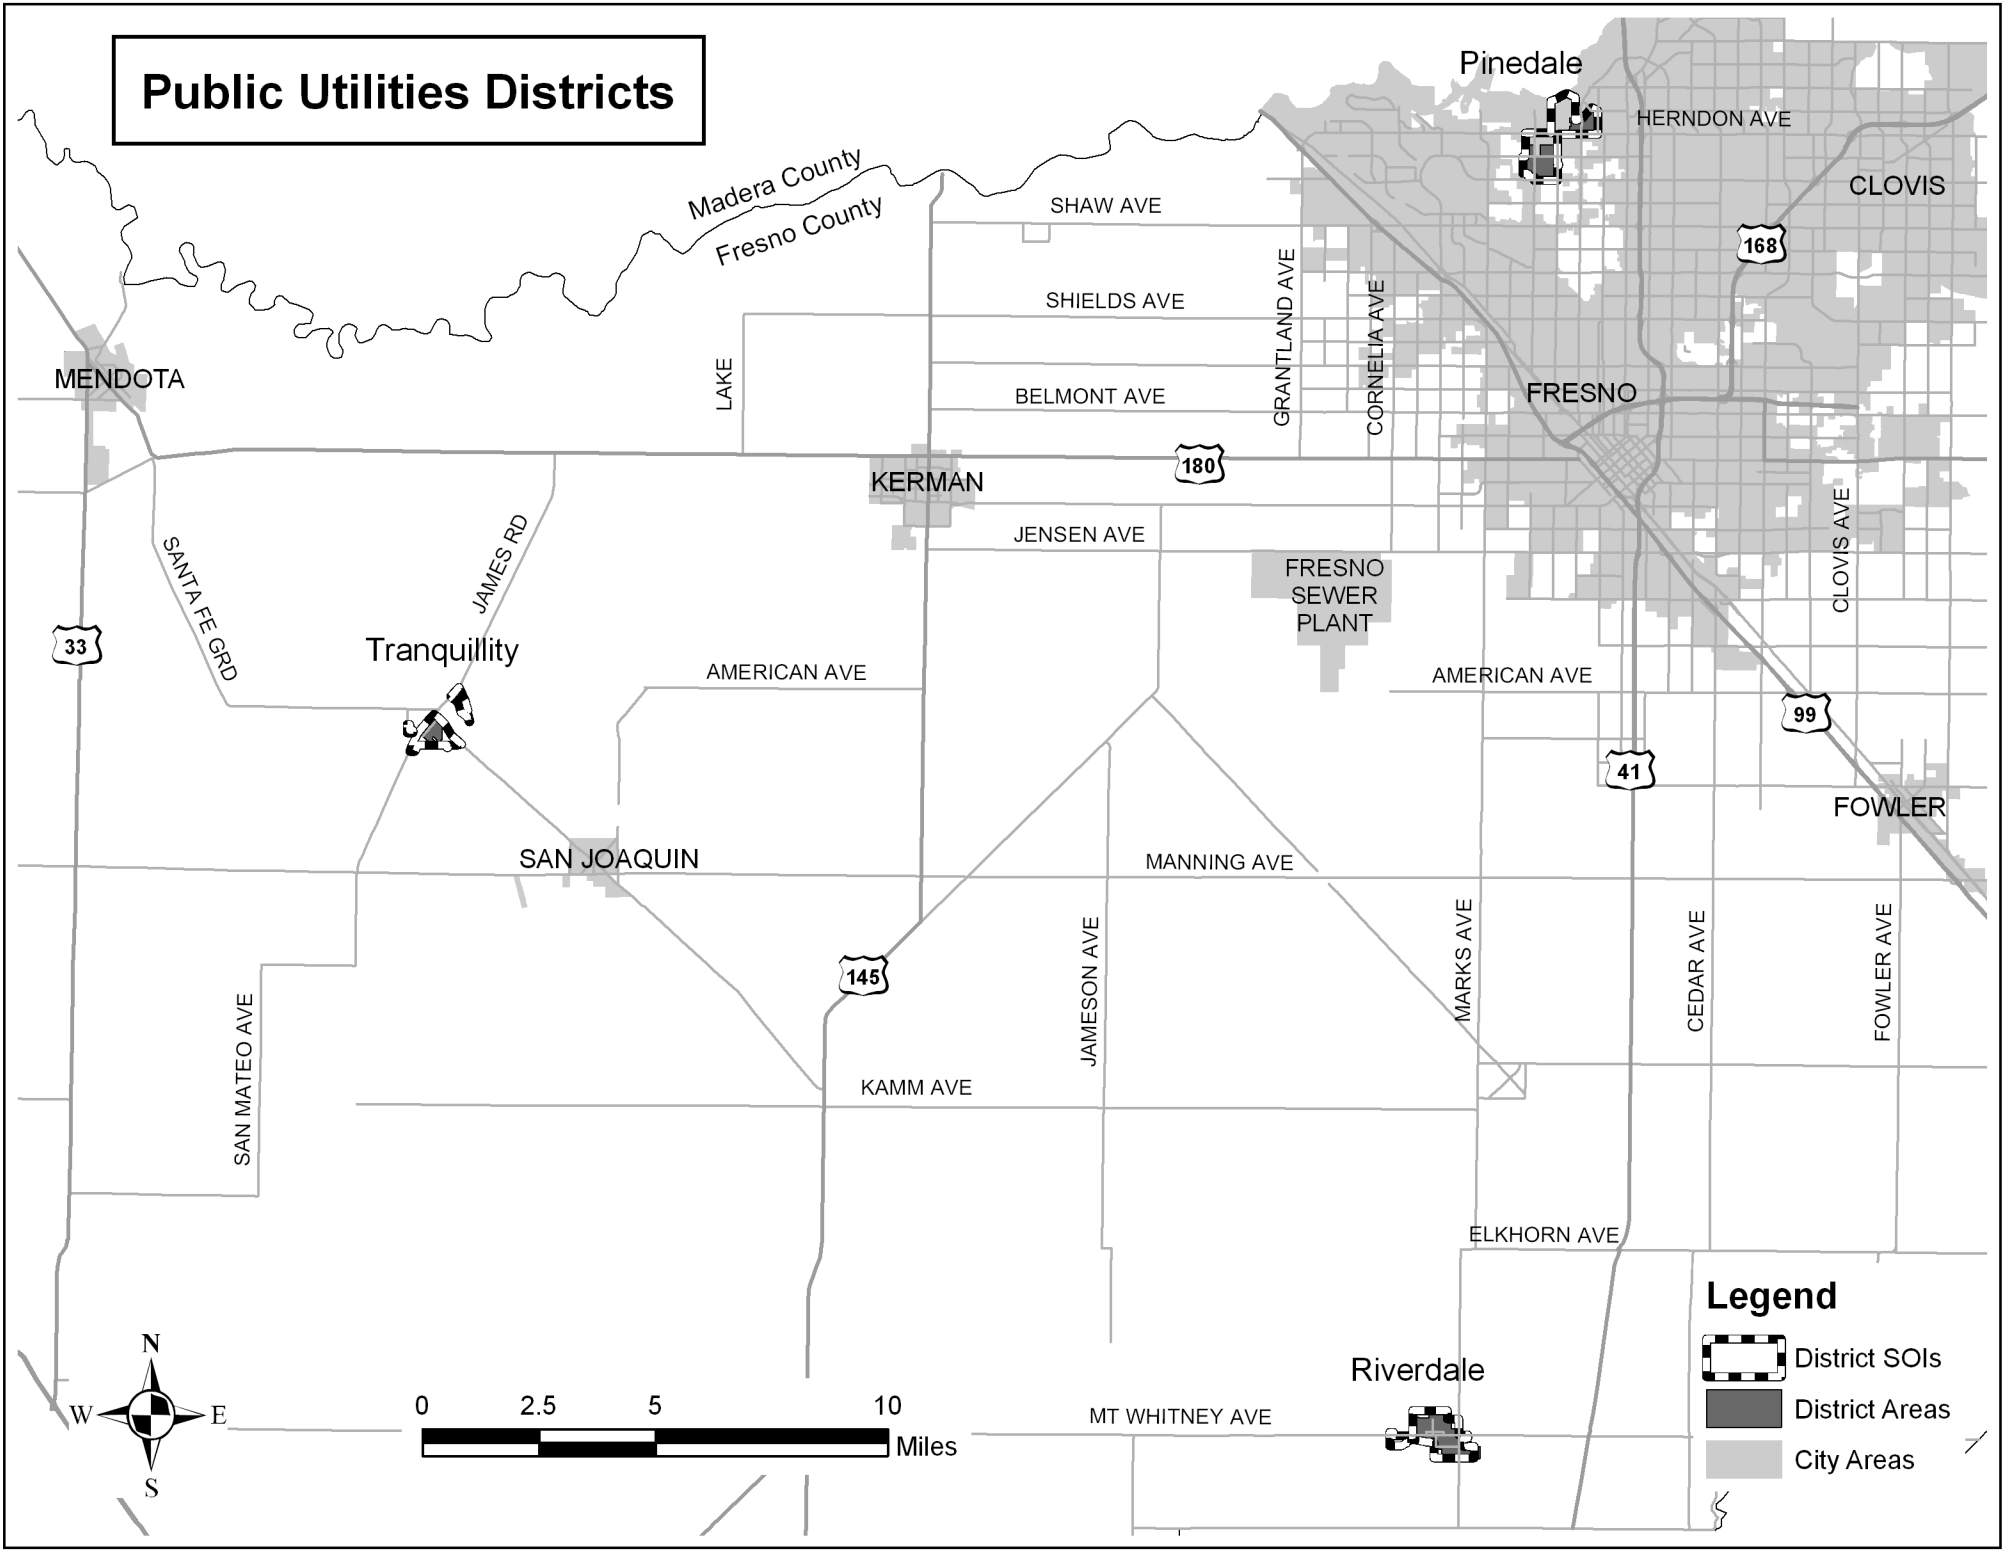 Public Utilities Districts
Pinedale
HERNDON AVE
Madera County
Fresno County
CLOVIS
SHAW AVE
168
GRANTLAND AVE
CORNELIA AVE
SHIELDS AVE
LAKE
MENDOTA
FRESNO
BELMONT AVE
180
KERMAN
JENSEN AVE
CLOVIS AVE
SANTA FE GRD
JAMES RD
FRESNO
SEWER
PLANT
33
Tranquillity
AMERICAN AVE
AMERICAN AVE
99
41
FOWLER
SAN JOAQUIN
MANNING AVE
145
JAMESON AVE
MARKS AVE
CEDAR AVE
FOWLER AVE
SAN MATEO AVE
KAMM AVE
ELKHORN AVE
Legend
District SOIs
District Areas
City Areas
Riverdale
MT WHITNEY AVE
N
W E
S
0 2.5 5 10
Miles